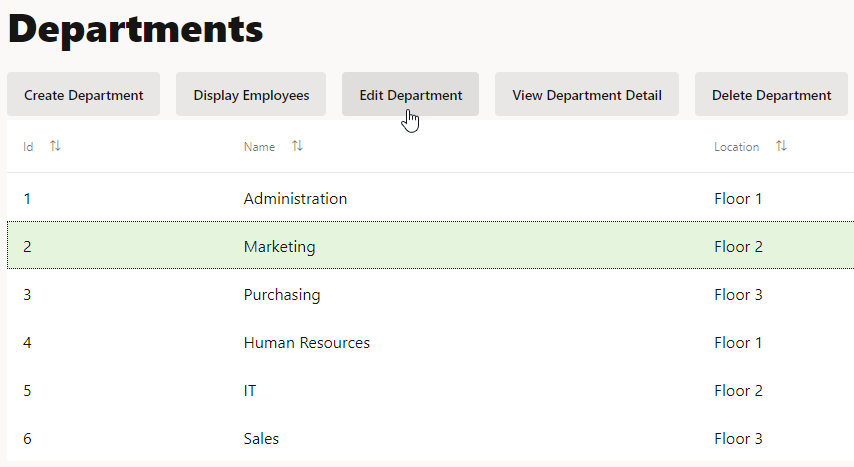 Departments
Create Department Display Employees Edit Department View Department Detail Delete Department
Id Name Location
1 Administration Floor 1
2 Marketing Floor 2
3 Purchasing Floor 3
4 Human Resources Floor 1
5 IT Floor 2
6 Sales Floor 3